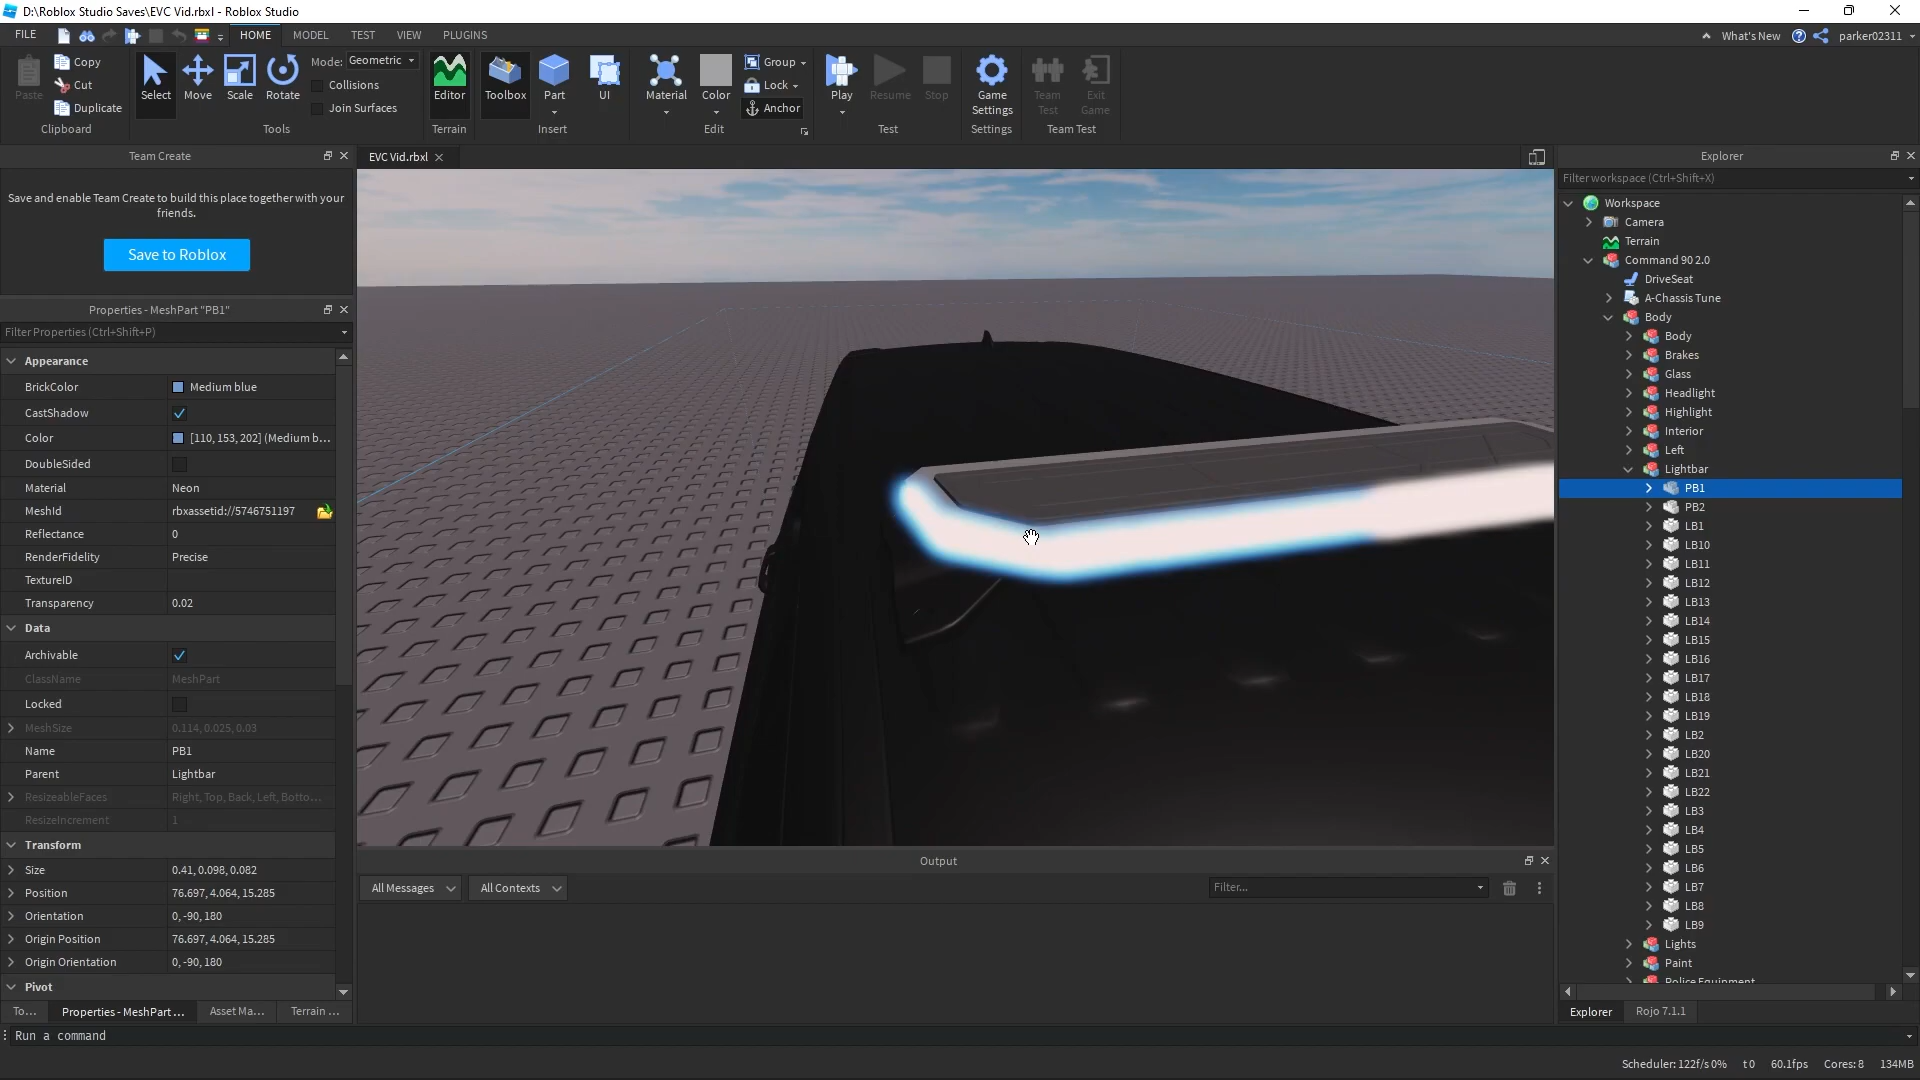 D:\Roblox Studio Saves\EVC Vid.rbxl - Roblox Studio
FILE HOME MODEL TEST VIEW PLUGINS What's New parker02311
Paste Copy Cut Duplicate Clipboard
Select Move Scale Rotate Mode: Geometric Collisions Join Surfaces Tools
Editor Terrain
Toolbox Part UI Insert
Material Color Group Lock Anchor Edit
Play Resume Stop Test
Game Settings Settings
Team Test Exit Game Team Test
Team Create
Save and enable Team Create to build this place together with your
friends.
Save to Roblox
Properties - MeshPart "PB1"
Filter Properties (Ctrl+Shift+P)
Appearance
BrickColor Medium blue
CastShadow
Color [110, 153, 202] (Medium b...
DoubleSided
Material Neon
MeshId rbxassetid://5746751197
Reflectance 0
RenderFidelity Precise
TextureID
Transparency 0.02
Data
Archivable
ClassName MeshPart
Locked
MeshSize 0.114, 0.025, 0.03
Name PB1
Parent Lightbar
ResizeableFaces Right, Top, Back, Left, Botto...
ResizeIncrement 1
Transform
Size 0.41, 0.098, 0.082
Position 76.697, 4.064, 15.285
Orientation 0, -90, 180
Origin Position 76.697, 4.064, 15.285
Origin Orientation 0, -90, 180
Pivot
To... Properties - MeshPart ... Asset Ma... Terrain ...
EVC Vid.rbxl
Output
All Messages All Contexts Filter...
Explorer
Filter workspace (Ctrl+Shift+X)
Workspace
Camera
Terrain
Command 90 2.0
DriveSeat
A-Chassis Tune
Body
Body
Brakes
Glass
Headlight
Highlight
Interior
Left
Lightbar
PB1
PB2
LB1
LB10
LB11
LB12
LB13
LB14
LB15
LB16
LB17
LB18
LB19
LB2
LB20
LB21
LB22
LB3
LB4
LB5
LB6
LB7
LB8
LB9
Lights
Paint
Police Equipment
Explorer Rojo 7.1.1
Run a command
Scheduler: 122f/s 0% t0 60.1fps Cores: 8 134MB